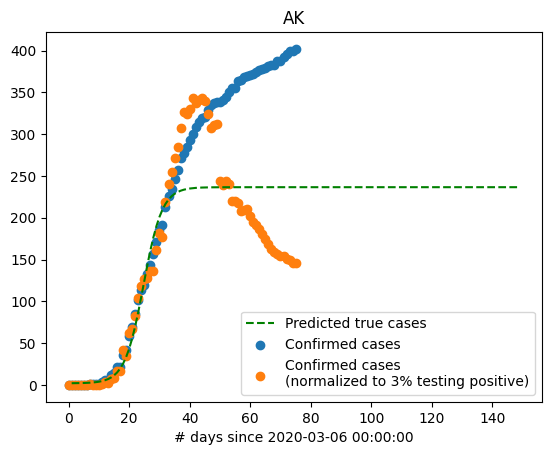 AK
400
350
300
250
200
150
100
50
0
Predicted true cases
Confirmed cases
Confirmed cases
(normalized to 3% testing positive)
0 20 40 60 80 100 120 140
# days since 2020-03-06 00:00:00